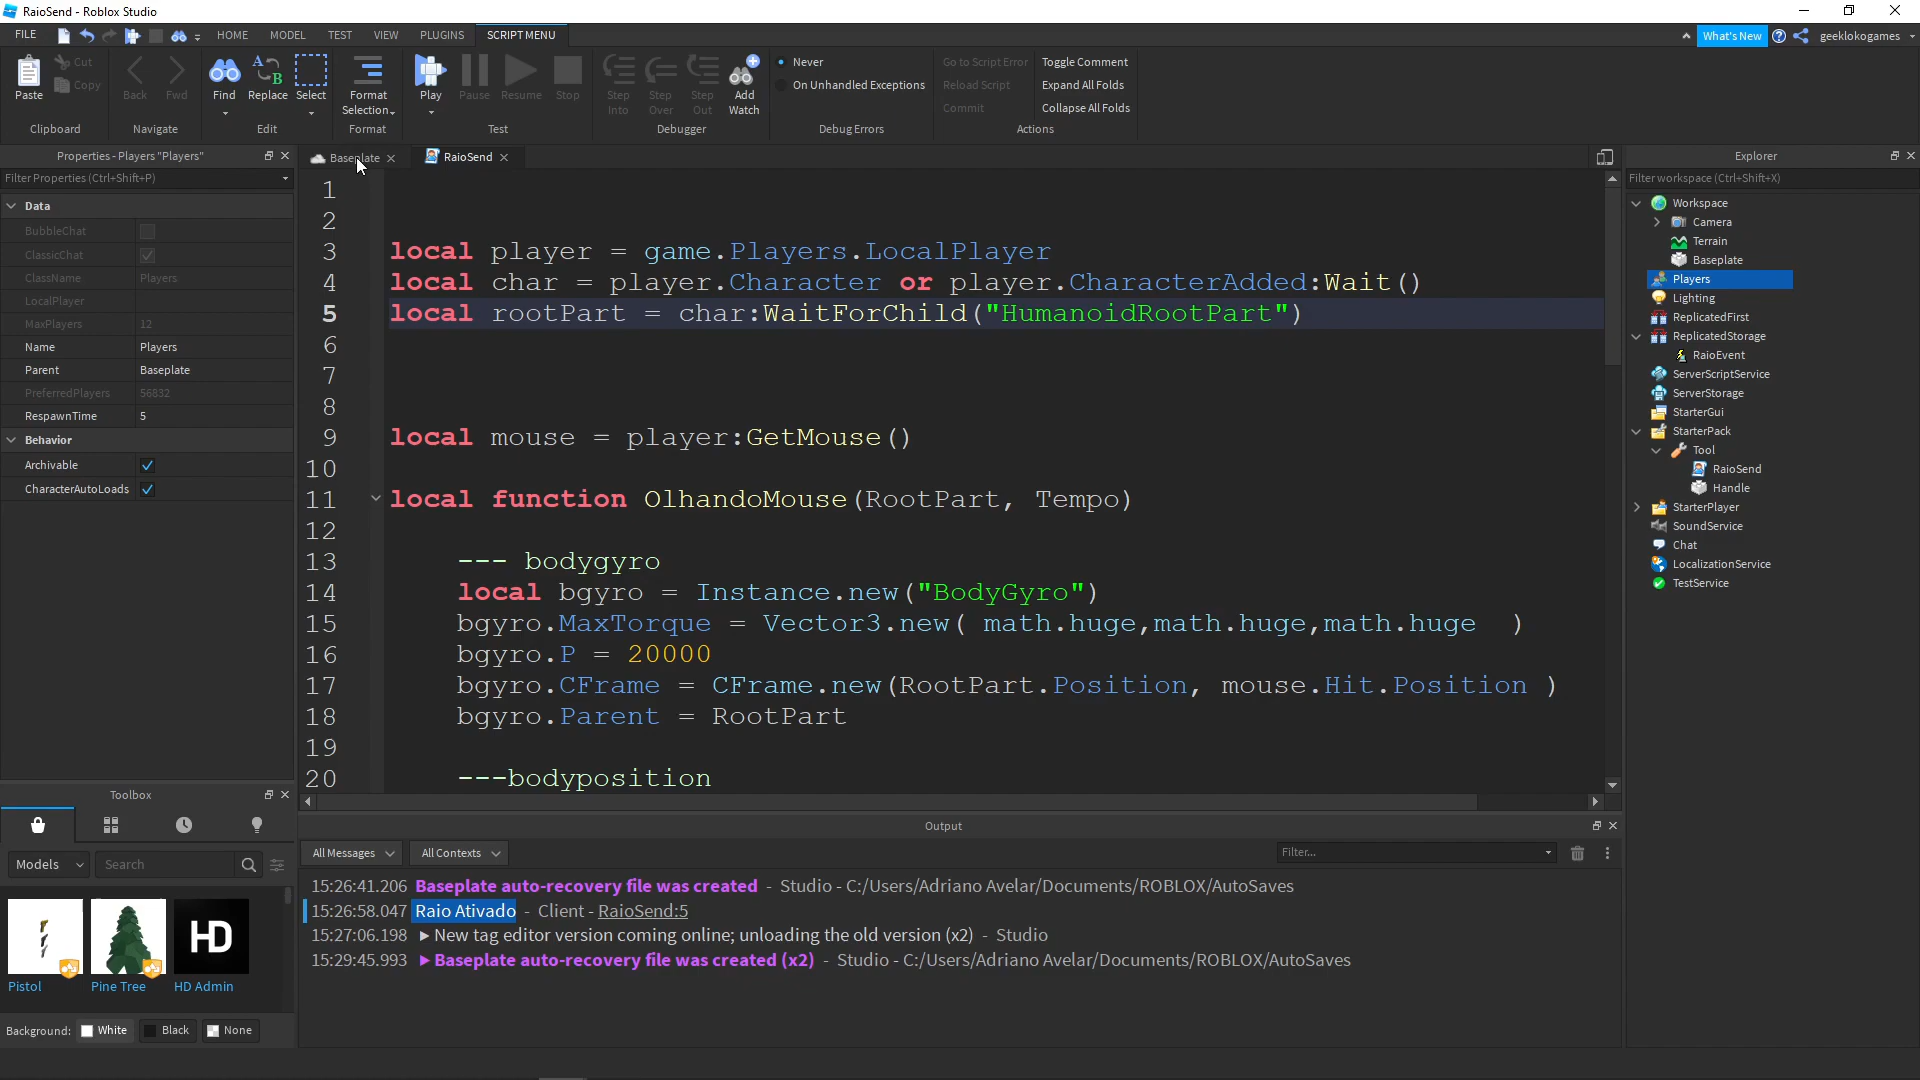 RaioSend - Roblox Studio
FILE HOME MODEL TEST VIEW PLUGINS SCRIPT MENU What's New geeklokogames
Paste Cut Copy Clipboard
Back Fwd Navigate
Find Replace Select Edit
Format Selection Format
Play Pause Resume Stop Test
Step Into Step Over Step Out Add Watch Debugger
Never
On Unhandled Exceptions
Debug Errors
Go to Script Error
Reload Script
Commit
Toggle Comment
Expand All Folds
Collapse All Folds
Actions
Properties - Players "Players"
Filter Properties (Ctrl+Shift+P)
Data
BubbleChat
ClassicChat
ClassName Players
LocalPlayer
MaxPlayers 12
Name Players
Parent Baseplate
PreferredPlayers 56832
RespawnTime 5
Behavior
Archivable
CharacterAutoLoads
Toolbox
Models Search
Pistol
Pine Tree
HD
HD Admin
Background: White Black None
Baseplate RaioSend
1
2
3 local player = game.Players.LocalPlayer
4 local char = player.Character or player.CharacterAdded:Wait()
5 local rootPart = char:WaitForChild("HumanoidRootPart")
6
7
8
9 local mouse = player:GetMouse()
10
11 local function OlhandoMouse(RootPart, Tempo)
12
13 --- bodygyro
14 local bgyro = Instance.new("BodyGyro")
15 bgyro.MaxTorque = Vector3.new( math.huge,math.huge,math.huge )
16 bgyro.P = 20000
17 bgyro.CFrame = CFrame.new(RootPart.Position, mouse.Hit.Position )
18 bgyro.Parent = RootPart
19
20 ---bodyposition
Output
All Messages All Contexts Filter...
15:26:41.206 Baseplate auto-recovery file was created - Studio - C:/Users/Adriano Avelar/Documents/ROBLOX/AutoSaves
15:26:58.047 Raio Ativado - Client - RaioSend:5
15:27:06.198 ▶ New tag editor version coming online; unloading the old version (x2) - Studio
15:29:45.993 ▶ Baseplate auto-recovery file was created (x2) - Studio - C:/Users/Adriano Avelar/Documents/ROBLOX/AutoSaves
Explorer
Filter workspace (Ctrl+Shift+X)
Workspace
Camera
Terrain
Baseplate
Players
Lighting
ReplicatedFirst
ReplicatedStorage
RaioEvent
ServerScriptService
ServerStorage
StarterGui
StarterPack
Tool
RaioSend
Handle
StarterPlayer
SoundService
Chat
LocalizationService
TestService